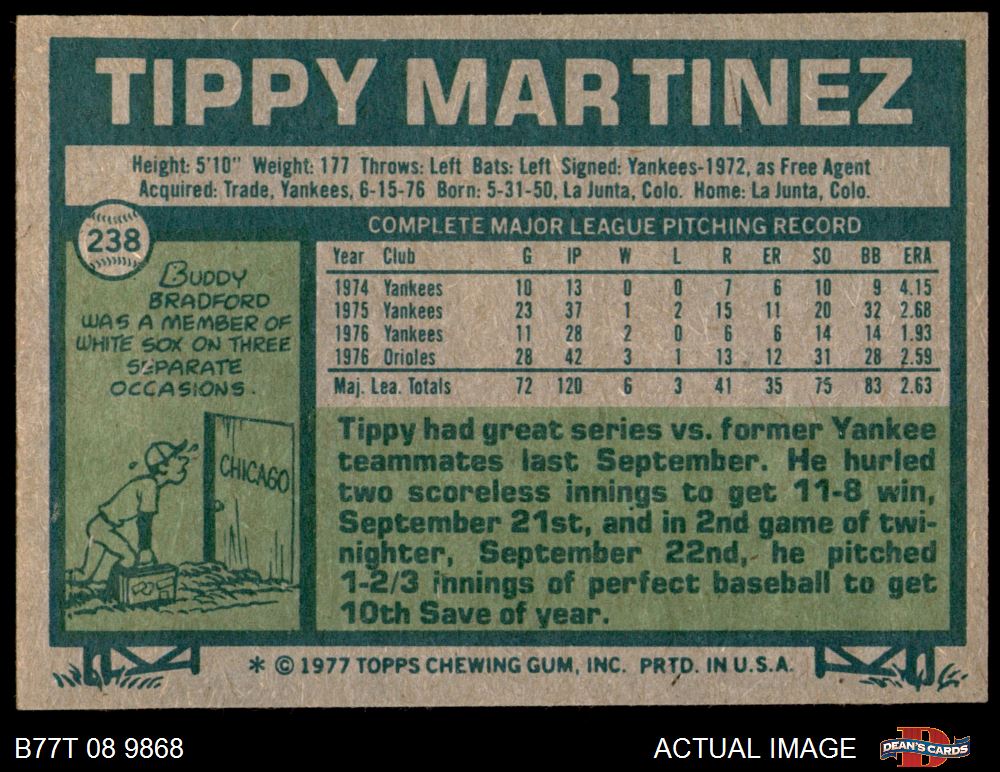 TIPPY MARTINEZ
Height: 5'10" Weight: 177 Throws: Left Bats: Left Signed: Yankees-1972, as Free Agent
Acquired: Trade, Yankees, 6-15-76 Born: 5-31-50, La Junta, Colo. Home: La Junta, Colo.
238
BUDDY
BRADFORD
WAS A MEMBER OF
WHITE SOX ON THREE
SEPARATE
OCCASIONS.
CHICAGO
COMPLETE MAJOR LEAGUE PITCHING RECORD
Year Club G IP W L R ER SO BB ERA
1974 Yankees 10 13 0 0 7 6 10 9 4.15
1975 Yankees 23 37 1 2 15 11 20 32 2.68
1976 Yankees 11 28 2 0 6 6 14 14 1.93
1976 Orioles 28 42 3 1 13 12 31 28 2.59
Maj. Lea. Totals 72 120 6 3 41 35 75 83 2.63
Tippy had great series vs. former Yankee
teammates last September. He hurled
two scoreless innings to get 11-8 win,
September 21st, and in 2nd game of twi-
nighter, September 22nd, he pitched
1-2/3 innings of perfect baseball to get
10th Save of year.
* © 1977 TOPPS CHEWING GUM, INC. PRTD. IN U.S.A.
B77T 08 9868
ACTUAL IMAGE
D
DEAN'S CARDS